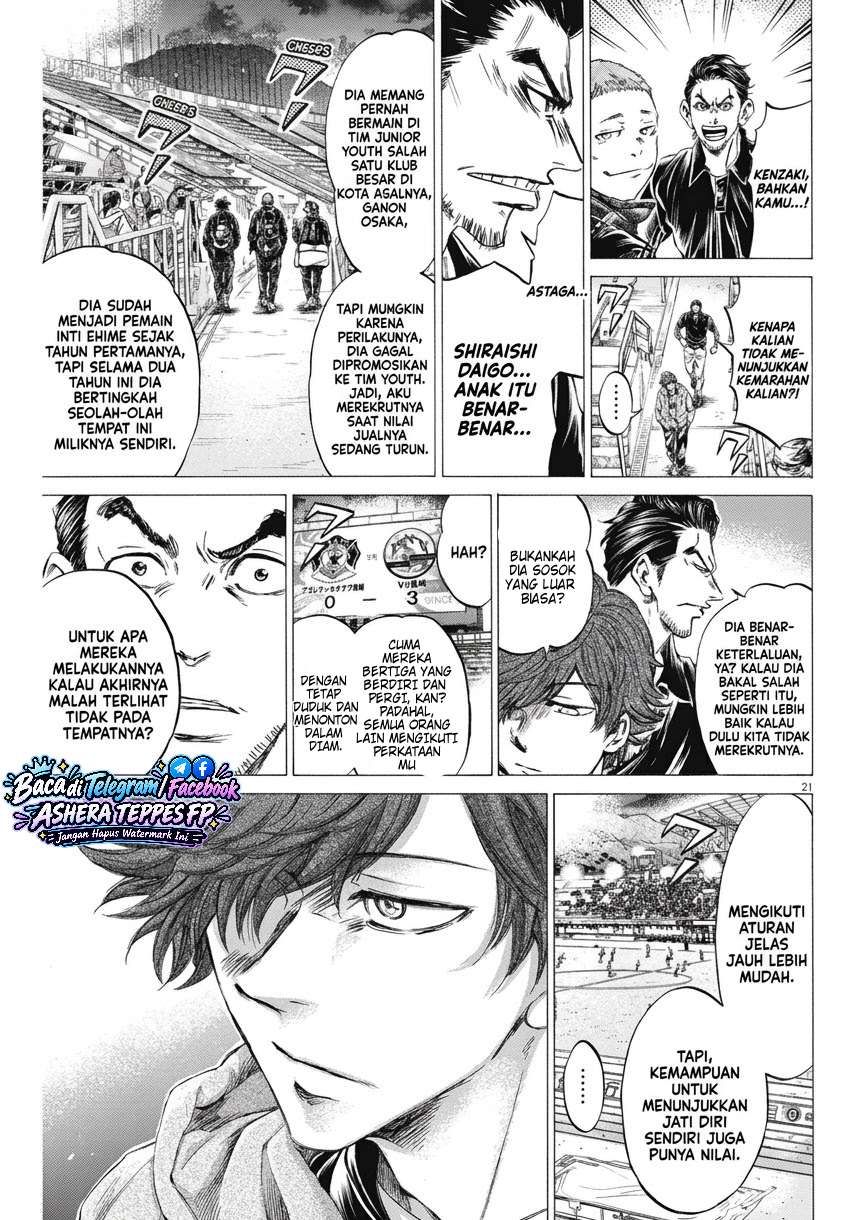 KENZAKI,
BAHKAN
KAMU...!
KENAPA
KALIAN
TIDAK ME-
NUNJUKKAN
KEMARAHAN
KALIAN?!
......
ASTAGA...
SHIRAISHI
DAIGO...
ANAK ITU
BENAR-
BENAR...
CHEERS
CHEERS
DIA MEMANG
PERNAH
BERMAIN DI
TIM JUNIOR
YOUTH SALAH
SATU KLUB
BESAR DI
KOTA ASALNYA,
GANON
OSAKA,
TAPI MUMGKIN
KARENA
PERILAKUNYA,
DIA GAGAL
DIPROMOSIKAN
KE TIM YOUTH.
JADI, AKU
MEREKRUTNYA
SAAT NILAI
JUALNYA
SEDANG TURUN.
DIA SUDAH
MENJADI PEMAIN
INTI EHIME SEJAK
TAHUN PERTAMANYA,
TAPI SELAMA DUA
TAHUN INI DIA
BERTINGKAH
SEOLAH-OLAH
TEMPAT INI
MILIKNYA SENDIRI.
DIA BENAR-
BENAR
KETERLALUAN,
YA? KALAU DIA
BAKAL SALAH
SEPERTI ITU,
MUNGKIN LEBIH
BAIK KALAU
DULU KITA TIDAK
MEREKRUTNYA.
BUKANKAH
DIA SOSOK
YANG LUAR
BIASA?
HAH?
0 — 3
SINCE
CUMA
MEREKA
BERTIGA YANG
BERDIRI DAN
PERGI, KAN?
PADAHAL,
SEMUA ORANG
LAIN MENGIKUTI
PERKATAAN
MU
DENGAN
TETAP
DUDUK DAN
MENONTON
DALAM
DIAM.
UNTUK APA
MEREKA
MELAKUKANNYA
KALAU AKHIRNYA
MALAH TERLIHAT
TIDAK PADA
TEMPATNYA?
21
MENGIKUTI
ATURAN
JELAS
JAUH LEBIH
MUDAH.
TAPI,
KEMAMPUAN
UNTUK
MENUNJUKKAN
JATI DIRI
SENDIRI JUGA
PUNYA NILAI.
......
Baca di Telegram/Facebook
ASHERA TEPPES FP
Jangan Hapus Watermark Ini